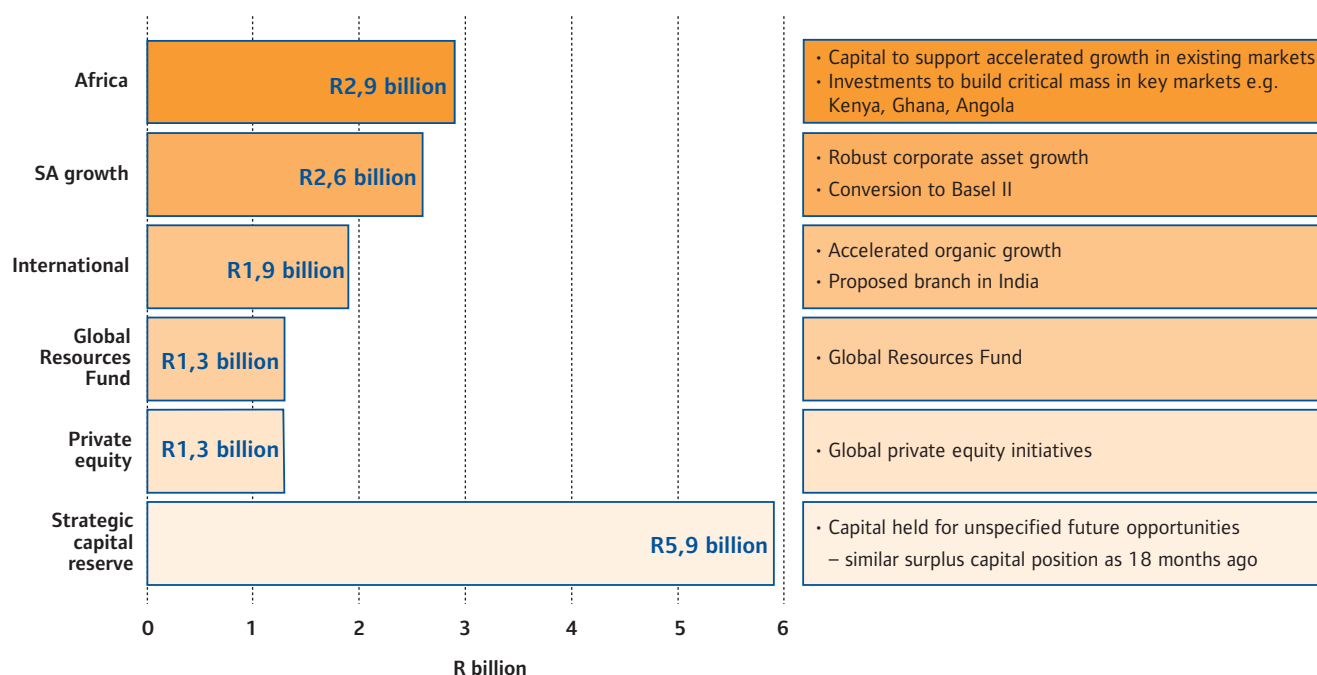 Africa
R2,9 billion
· Capital to support accelerated growth in existing markets
· Investments to build critical mass in key markets e.g.
Kenya, Ghana, Angola
SA growth
R2,6 billion
· Robust corporate asset growth
· Conversion to Basel II
International
R1,9 billion
· Accelerated organic growth
· Proposed branch in India
Global
Resources
Fund
R1,3 billion
· Global Resources Fund
Private
equity
R1,3 billion
· Global private equity initiatives
Strategic
capital
reserve
R5,9 billion
· Capital held for unspecified future opportunities
– similar surplus capital position as 18 months ago
0 1 2 3 4 5 6
R billion